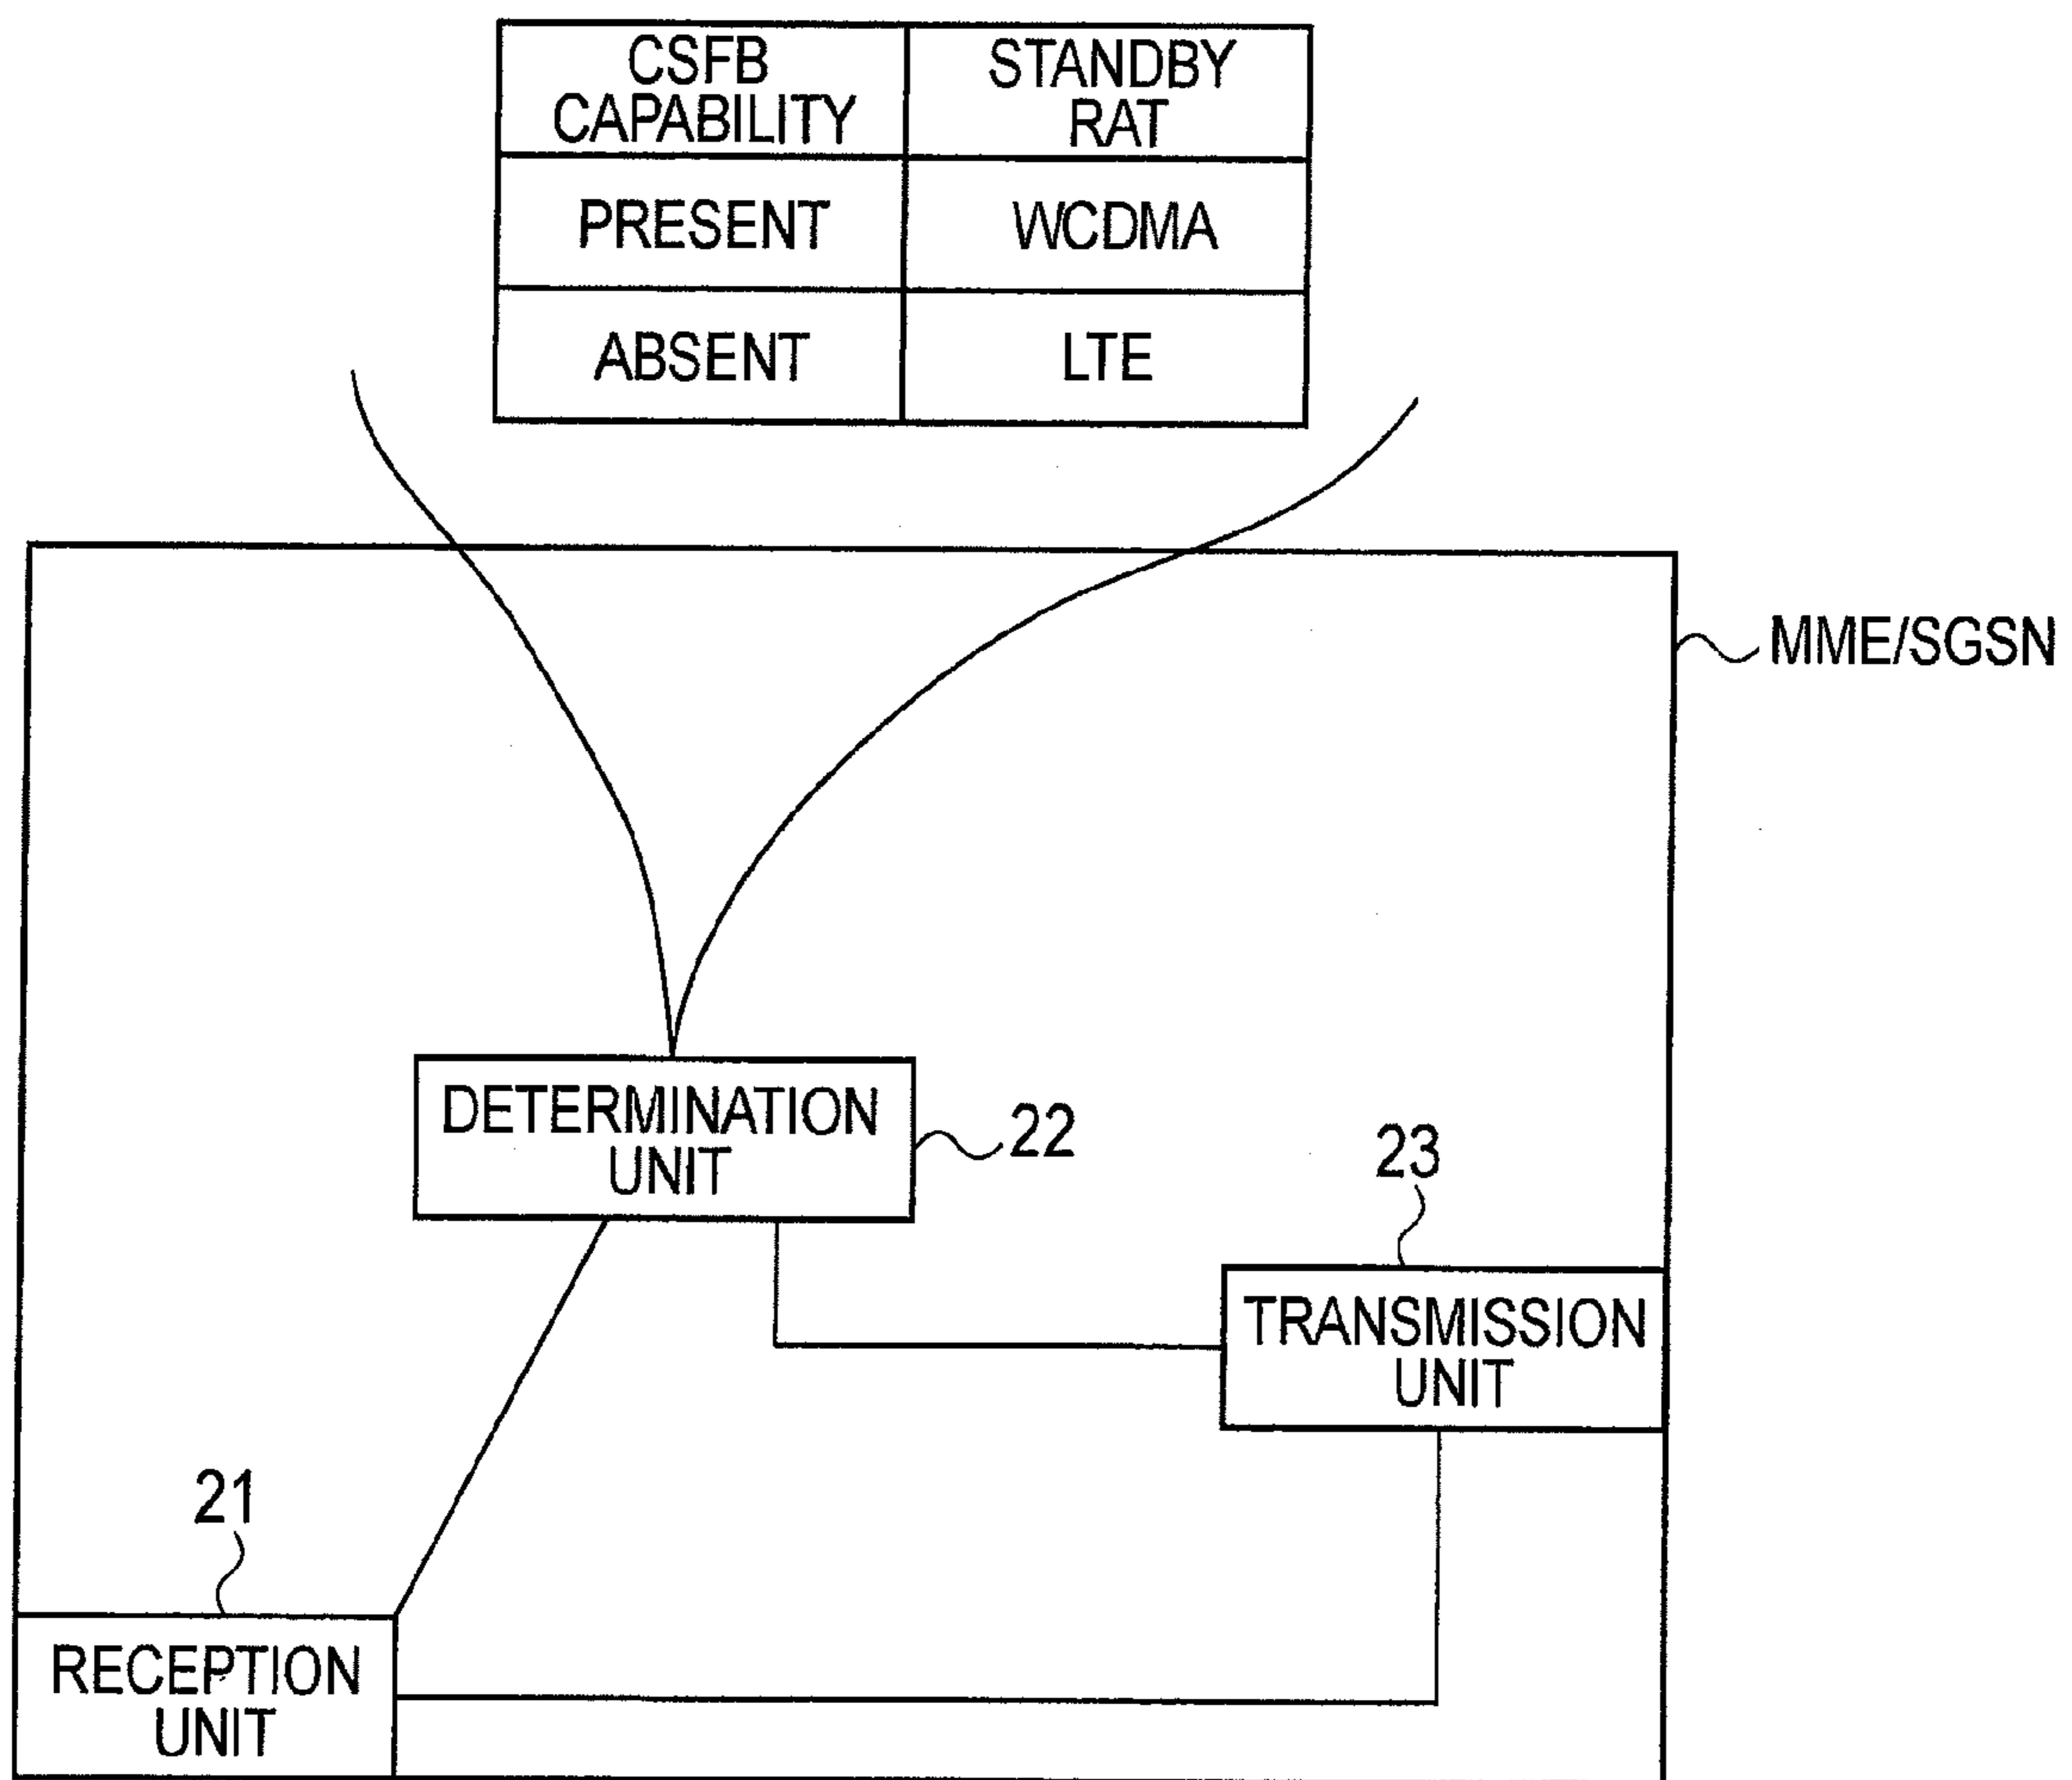 CSFB
CAPABILITY
STANDBY
RAT
PRESENT
WCDMA
ABSENT
LTE
MME/SGSN
DETERMINATION
UNIT
22
23
TRANSMISSION
UNIT
21
RECEPTION
UNIT